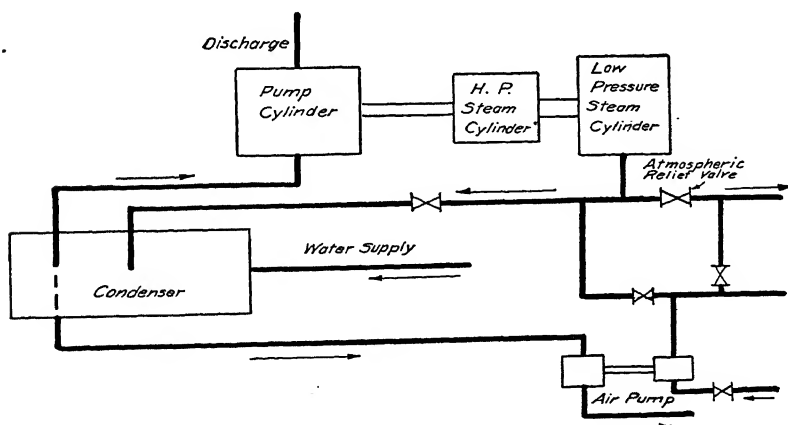 Discharge
Pump
Cylinder
H. P.
Steam
Cylinder
Low
Pressure
Steam
Cylinder
Atmospheric
Relief Valve
Water Supply
Condenser
Air Pump